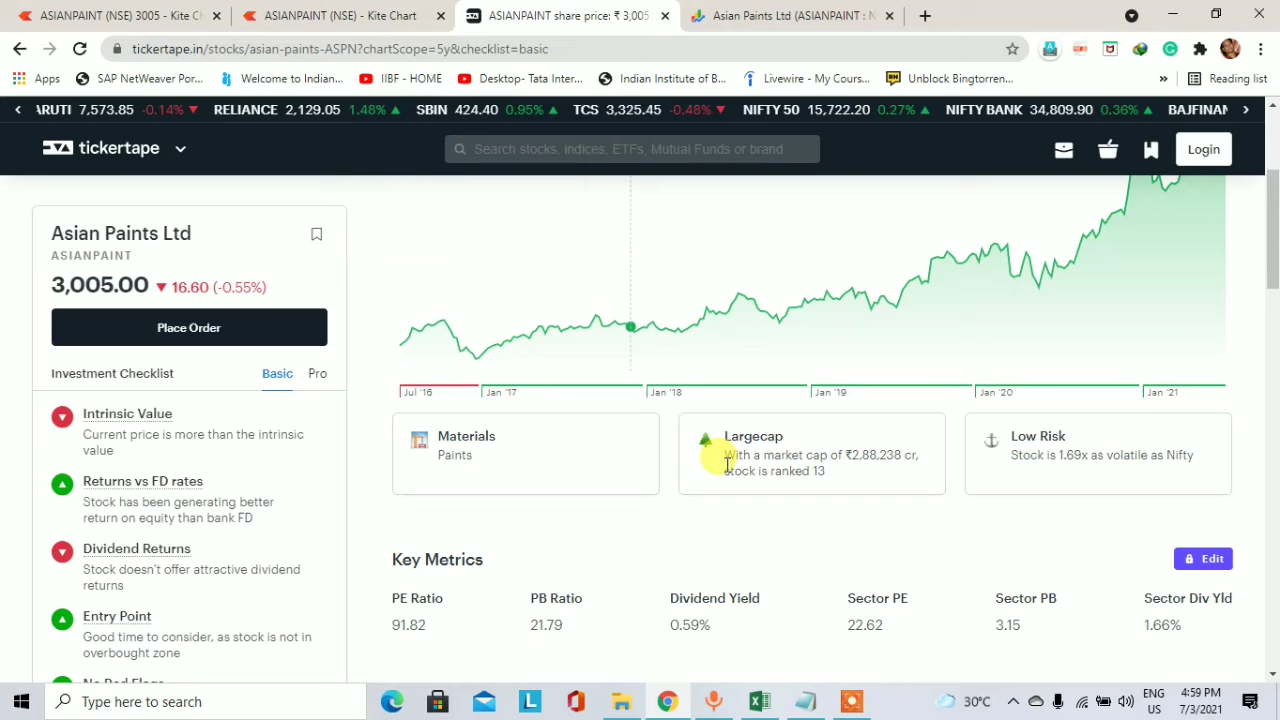 ASIANPAINT (NSE) 3005 - Kite C
ASIANPAINT (NSE) - Kite Chart
ASIANPAINT share price: ₹ 3,005
Asian Paints Ltd (ASIANPAINT : N
tickertape.in/stocks/asian-paints-ASPN?chartScope=5y&checklist=basic
Apps
SAP NetWeaver Por...
Welcome to Indian...
IIBF - HOME
Desktop- Tata Inter...
Indian Institute of B...
Livewire - My Cours...
Unblock Bingtorren...
»
Reading list
ARUTI 7,573.85 -0.14% RELIANCE 2,129.05 1.48% SBIN 424.40 0.95% TCS 3,325.45 -0.48% NIFTY 50 15,722.20 0.27% NIFTY BANK 34,809.90 0.36% BAJFINAN
tickertape
Search stocks, indices, ETFs, Mutual Funds or brand
Login
Asian Paints Ltd
ASIANPAINT
3,005.00 16.60 (-0.55%)
Place Order
Investment Checklist Basic Pro
Intrinsic Value
Current price is more than the intrinsic
value
Returns vs FD rates
Stock has been generating better
return on equity than bank FD
Dividend Returns
Stock doesn't offer attractive dividend
returns
Entry Point
Good time to consider, as stock is not in
overbought zone
No Red Flags
Jul '16 Jan '17 Jan '18 Jan '19 Jan '20 Jan '21
Materials
Paints
Largecap
With a market cap of ₹2,88,238 cr,
stock is ranked 13
Low Risk
Stock is 1.69x as volatile as Nifty
Key Metrics
Edit
PE Ratio PB Ratio Dividend Yield Sector PE Sector PB Sector Div Yld
91.82 21.79 0.59% 22.62 3.15 1.66%
Type here to search
30°C
ENG
US
4:59 PM
7/3/2021